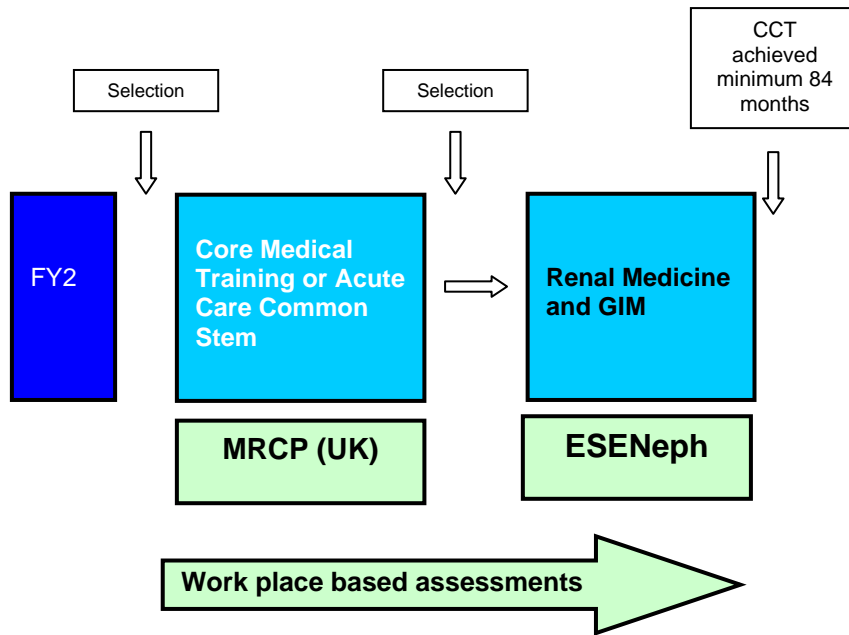 Selection
Selection
CCT
achieved
minimum 84
months
FY2
Core Medical
Training or Acute
Care Common
Stem
Renal Medicine
and GIM
MRCP (UK)
ESENeph
Work place based assessments